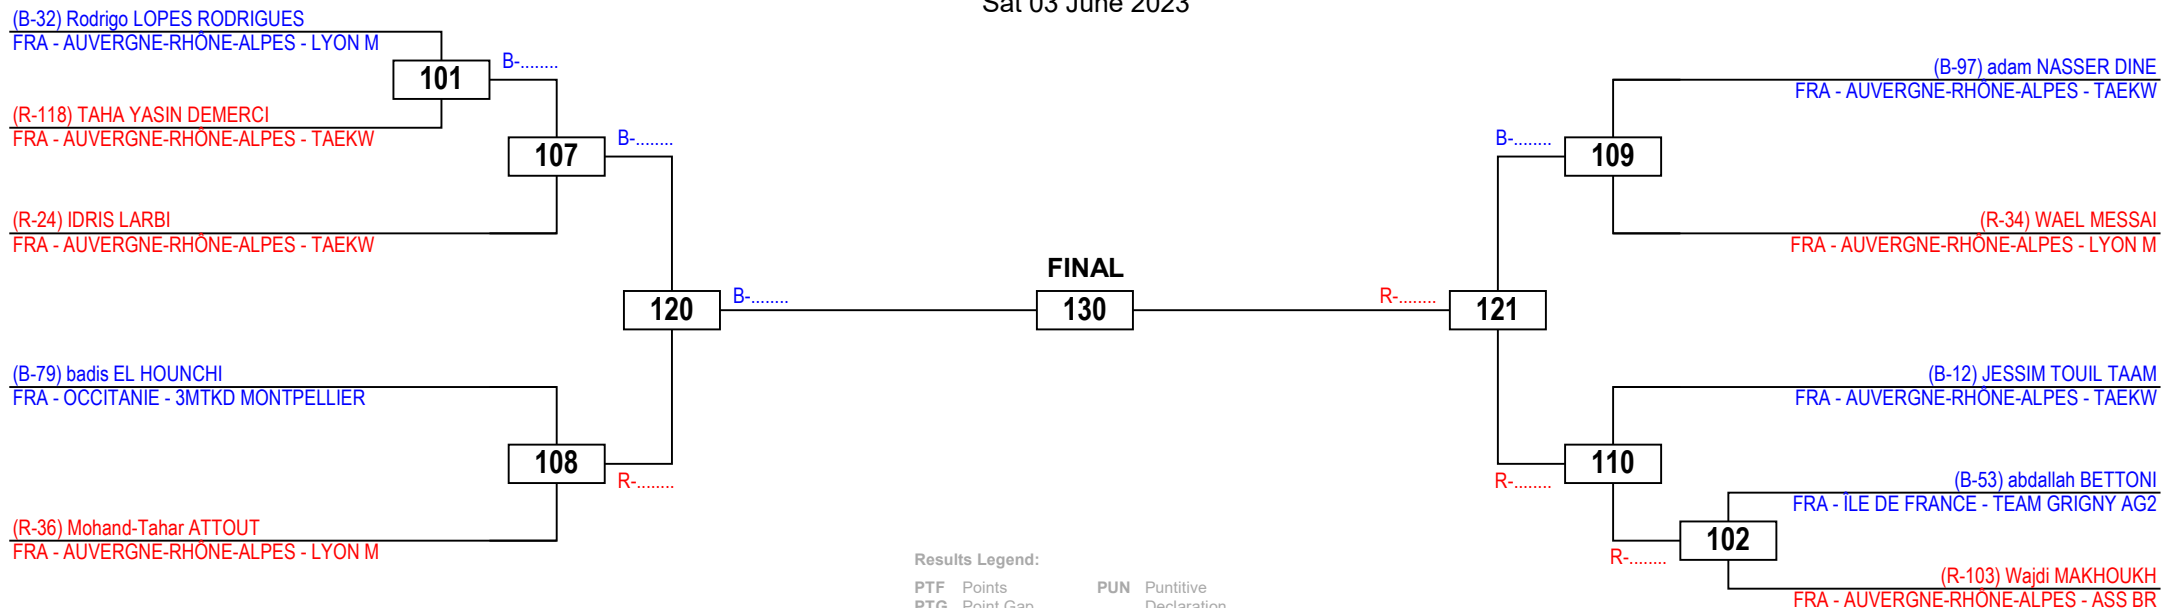 Sat 03 June 2023
(B-32) Rodrigo LOPES RODRIGUES
FRA - AUVERGNE-RHÔNE-ALPES - LYON M
101
B-........
(R-118) TAHA YASIN DEMERCI
FRA - AUVERGNE-RHÔNE-ALPES - TAEKW
107
B-........
(R-24) IDRIS LARBI
FRA - AUVERGNE-RHÔNE-ALPES - TAEKW
120
B-........
(B-79) badis EL HOUNCHI
FRA - OCCITANIE - 3MTKD MONTPELLIER
108
R-........
(R-36) Mohand-Tahar ATTOUT
FRA - AUVERGNE-RHÔNE-ALPES - LYON M
FINAL
130
(B-97) adam NASSER DINE
FRA - AUVERGNE-RHÔNE-ALPES - TAEKW
B-........
109
(R-34) WAEL MESSAI
FRA - AUVERGNE-RHÔNE-ALPES - LYON M
R-........
121
(B-12) JESSIM TOUIL TAAM
FRA - AUVERGNE-RHÔNE-ALPES - TAEKW
R-........
110
(B-53) abdallah BETTONI
FRA - ÎLE DE FRANCE - TEAM GRIGNY AG2
R-........
102
(R-103) Wajdi MAKHOUKH
FRA - AUVERGNE-RHÔNE-ALPES - ASS BR
Results Legend:
PTF Points PUN Puntitive
PTG Point Gap Declaration